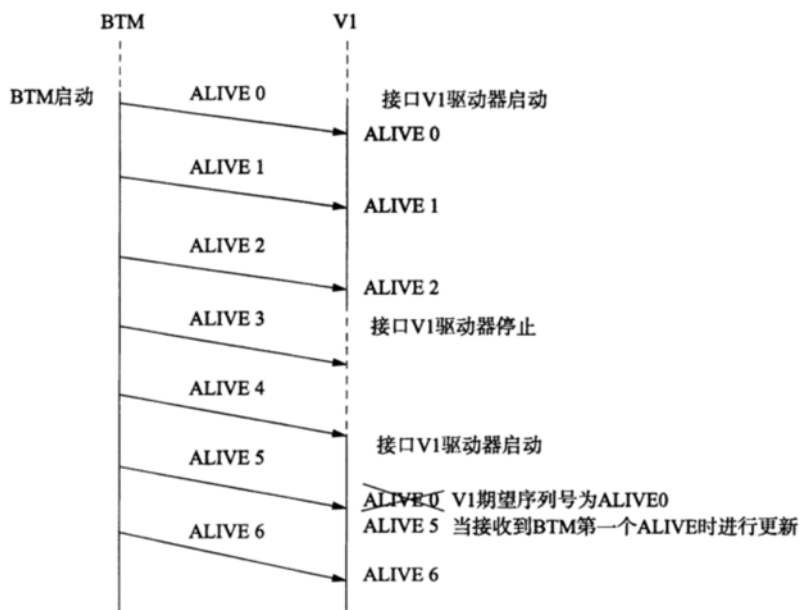 BTM V1
BTM启动 ALIVE 0 接口V1驱动器启动
ALIVE 0
ALIVE 1
ALIVE 1
ALIVE 2
ALIVE 2
ALIVE 3 接口V1驱动器停止
ALIVE 4
接口V1驱动器启动
ALIVE 5
ALIVE 0 V1期望序列号为ALIVE0
ALIVE 5 当接收到BTM第一个ALIVE时进行更新
ALIVE 6
ALIVE 6